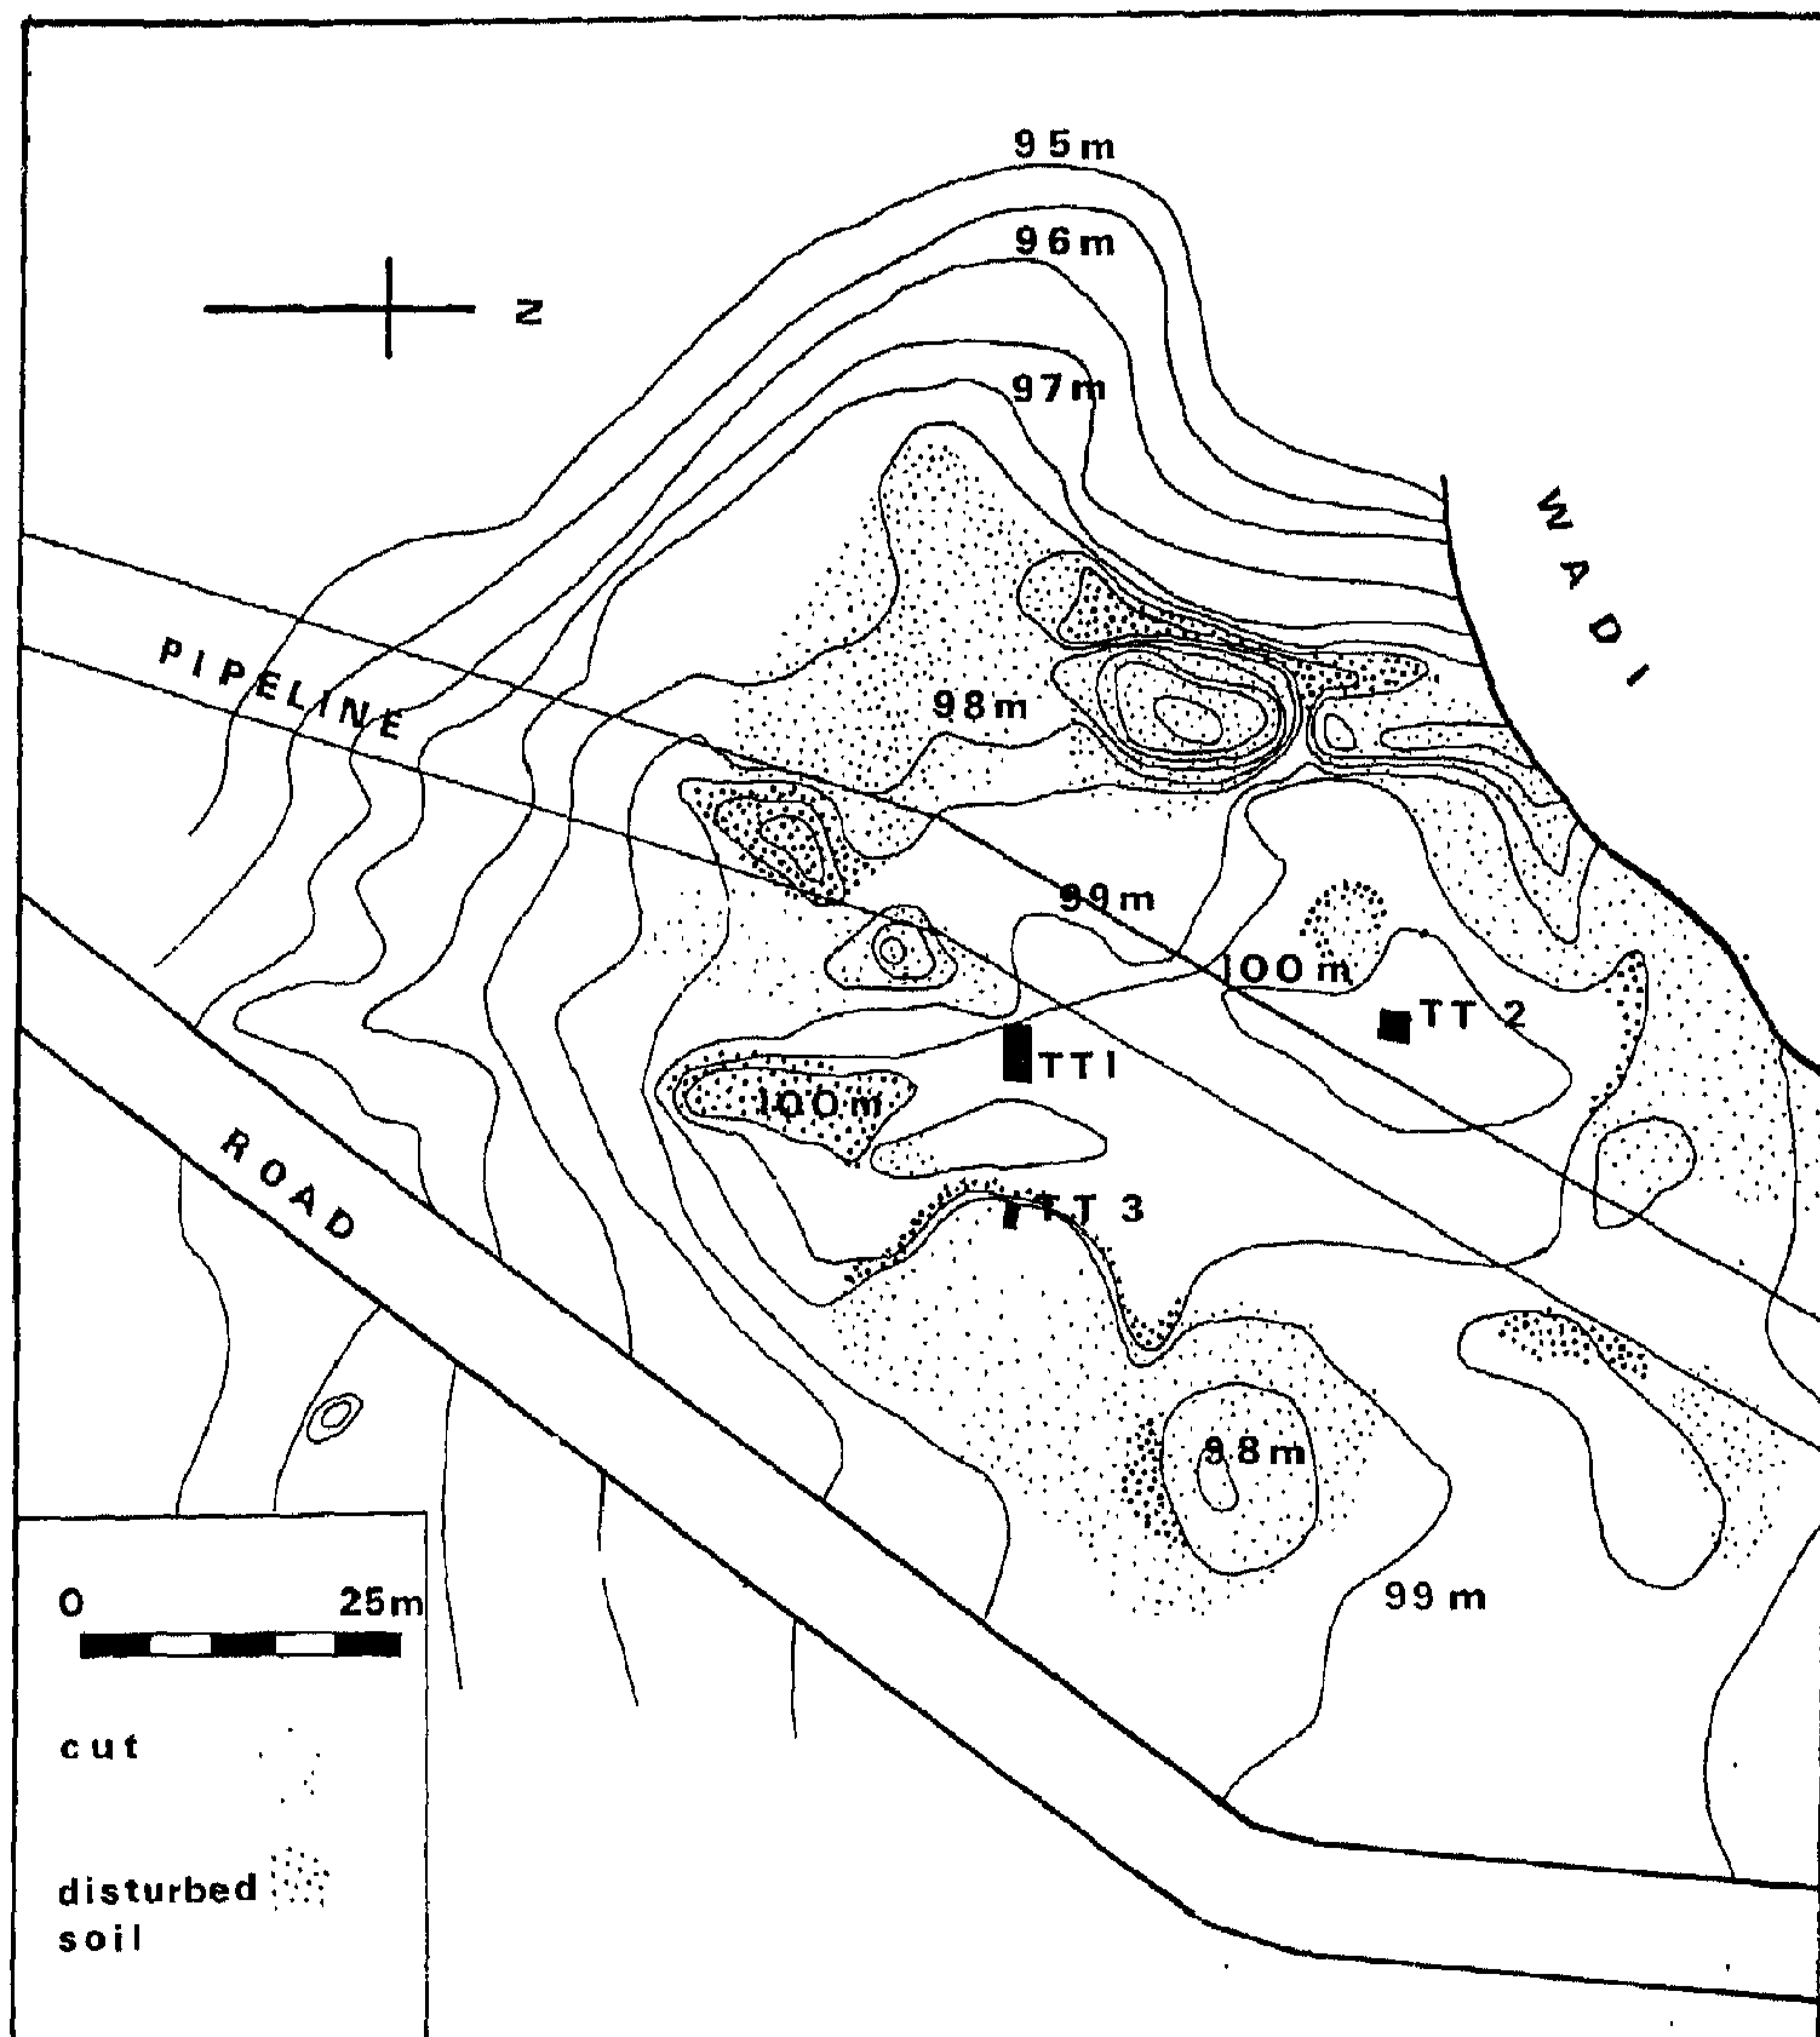 95m
96m
N
97m
WADI
PIPELINE
98m
99m
100m
TT 2
TT1
100m
ROAD
TT 3
98m
99m
0 25m
cut
disturbed
soil